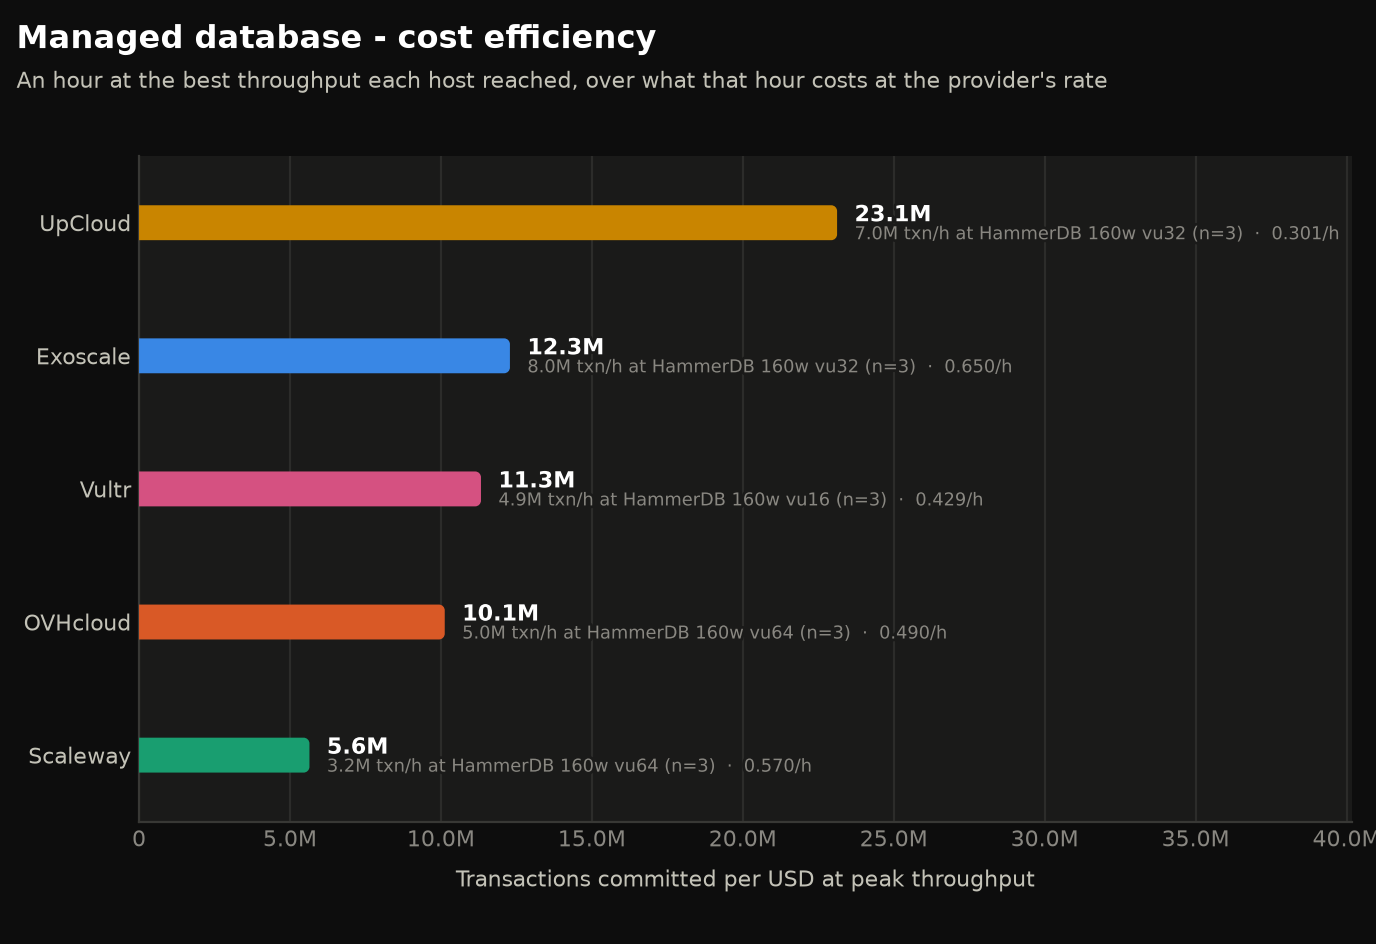 Managed database - cost efficiency
An hour at the best throughput each host reached, over what that hour costs at the provider's rate
UpCloud
23.1M
7.0M txn/h at HammerDB 160w vu32 (n=3)  ·  0.301/h
Exoscale
12.3M
8.0M txn/h at HammerDB 160w vu32 (n=3)  ·  0.650/h
Vultr
11.3M
4.9M txn/h at HammerDB 160w vu16 (n=3)  ·  0.429/h
OVHcloud
10.1M
5.0M txn/h at HammerDB 160w vu64 (n=3)  ·  0.490/h
Scaleway
5.6M
3.2M txn/h at HammerDB 160w vu64 (n=3)  ·  0.570/h
0 5.0M 10.0M 15.0M 20.0M 25.0M 30.0M 35.0M 40.0M
Transactions committed per USD at peak throughput